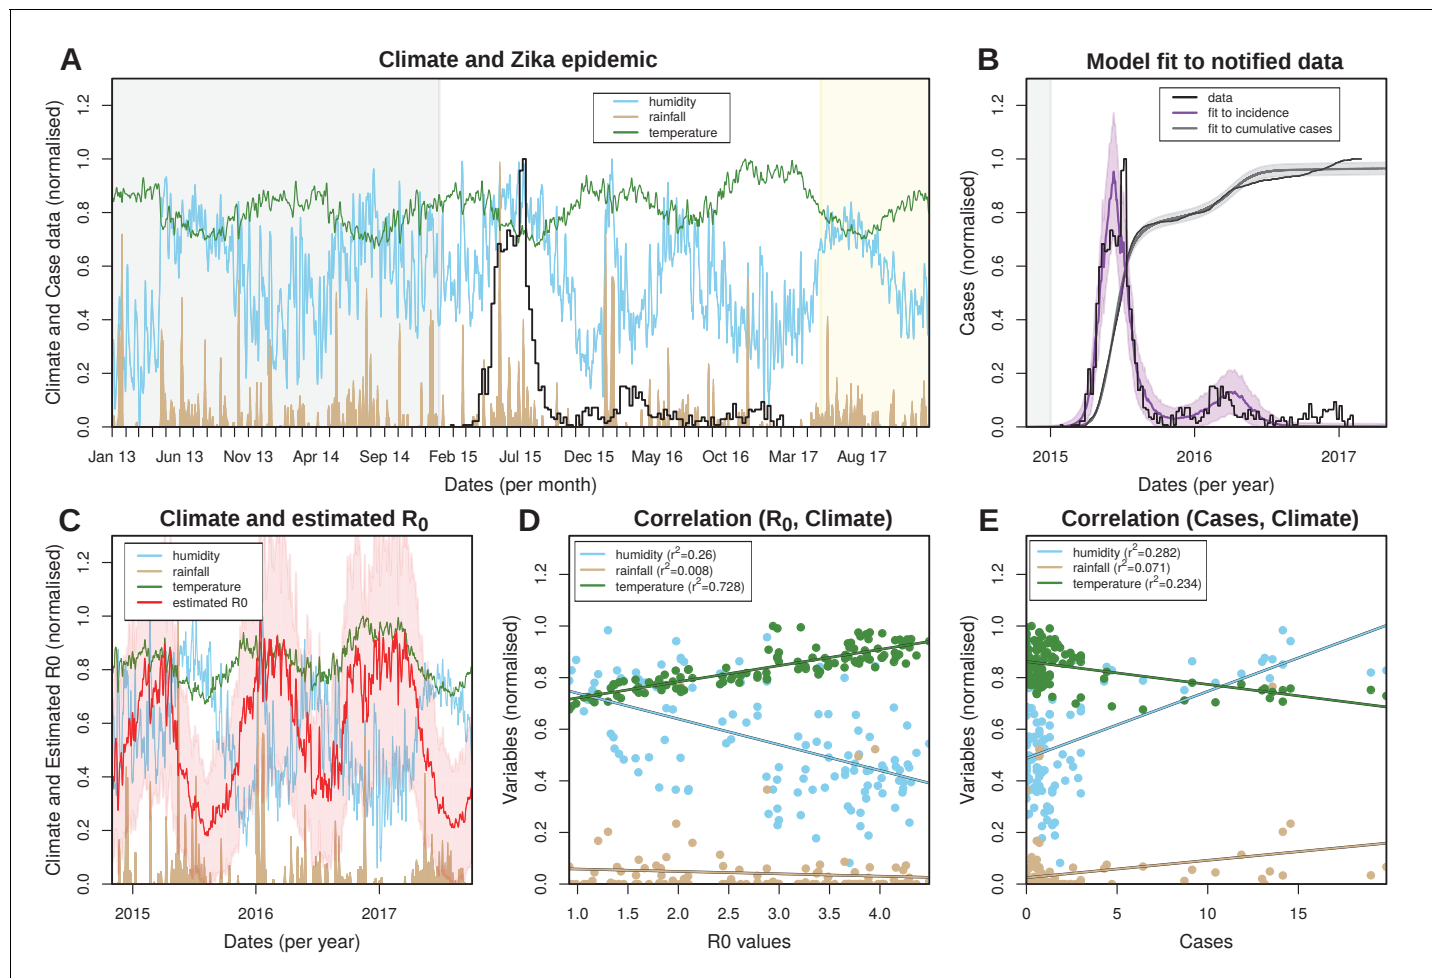 A
Climate and Zika epidemic
Climate and Case data (normalised)
1.2
1.0
0.8
0.6
0.4
0.2
0.0
humidity
rainfall
temperature
Jan 13 Jun 13 Nov 13 Apr 14 Sep 14 Feb 15 Jul 15 Dec 15 May 16 Oct 16 Mar 17 Aug 17
Dates (per month)
B
Model fit to notified data
Cases (normalised)
1.2
1.0
0.8
0.6
0.4
0.2
0.0
data
fit to incidence
fit to cumulative cases
2015 2016 2017
Dates (per year)
C
Climate and estimated R0
Climate and Estimated R0 (normalised)
1.2
1.0
0.8
0.6
0.4
0.2
0.0
humidity
rainfall
temperature
estimated R0
2015 2016 2017
Dates (per year)
D
Correlation (R0, Climate)
Variables (normalised)
1.2
1.0
0.8
0.6
0.4
0.2
0.0
humidity (r2=0.26)
rainfall (r2=0.008)
temperature (r2=0.728)
1.0 1.5 2.0 2.5 3.0 3.5 4.0
R0 values
E
Correlation (Cases, Climate)
Variables (normalised)
1.2
1.0
0.8
0.6
0.4
0.2
0.0
humidity (r2=0.282)
rainfall (r2=0.071)
temperature (r2=0.234)
0 5 10 15
Cases